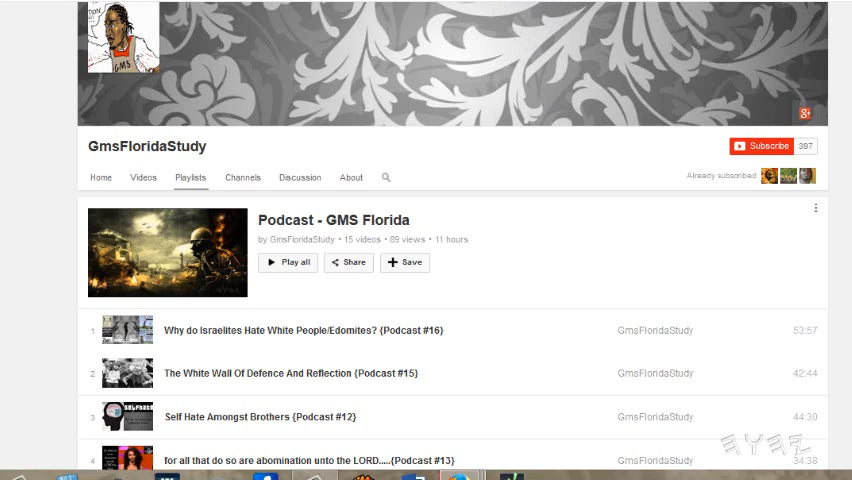 GMS
g+
GmsFloridaStudy
Subscribe 397
Home Videos Playlists Channels Discussion About
Already subscribed
Podcast - GMS Florida
by GmsFloridaStudy • 15 videos • 89 views • 11 hours
Play all Share Save
1 Why do Israelites Hate White People/Edomites? {Podcast #16} GmsFloridaStudy 53:57
2 The White Wall Of Defence And Reflection {Podcast #15} GmsFloridaStudy 42:44
3 Self Hate Amongst Brothers {Podcast #12} GmsFloridaStudy 44:30
4 for all that do so are abomination unto the LORD.....{Podcast #13} GmsFloridaStudy 34:38